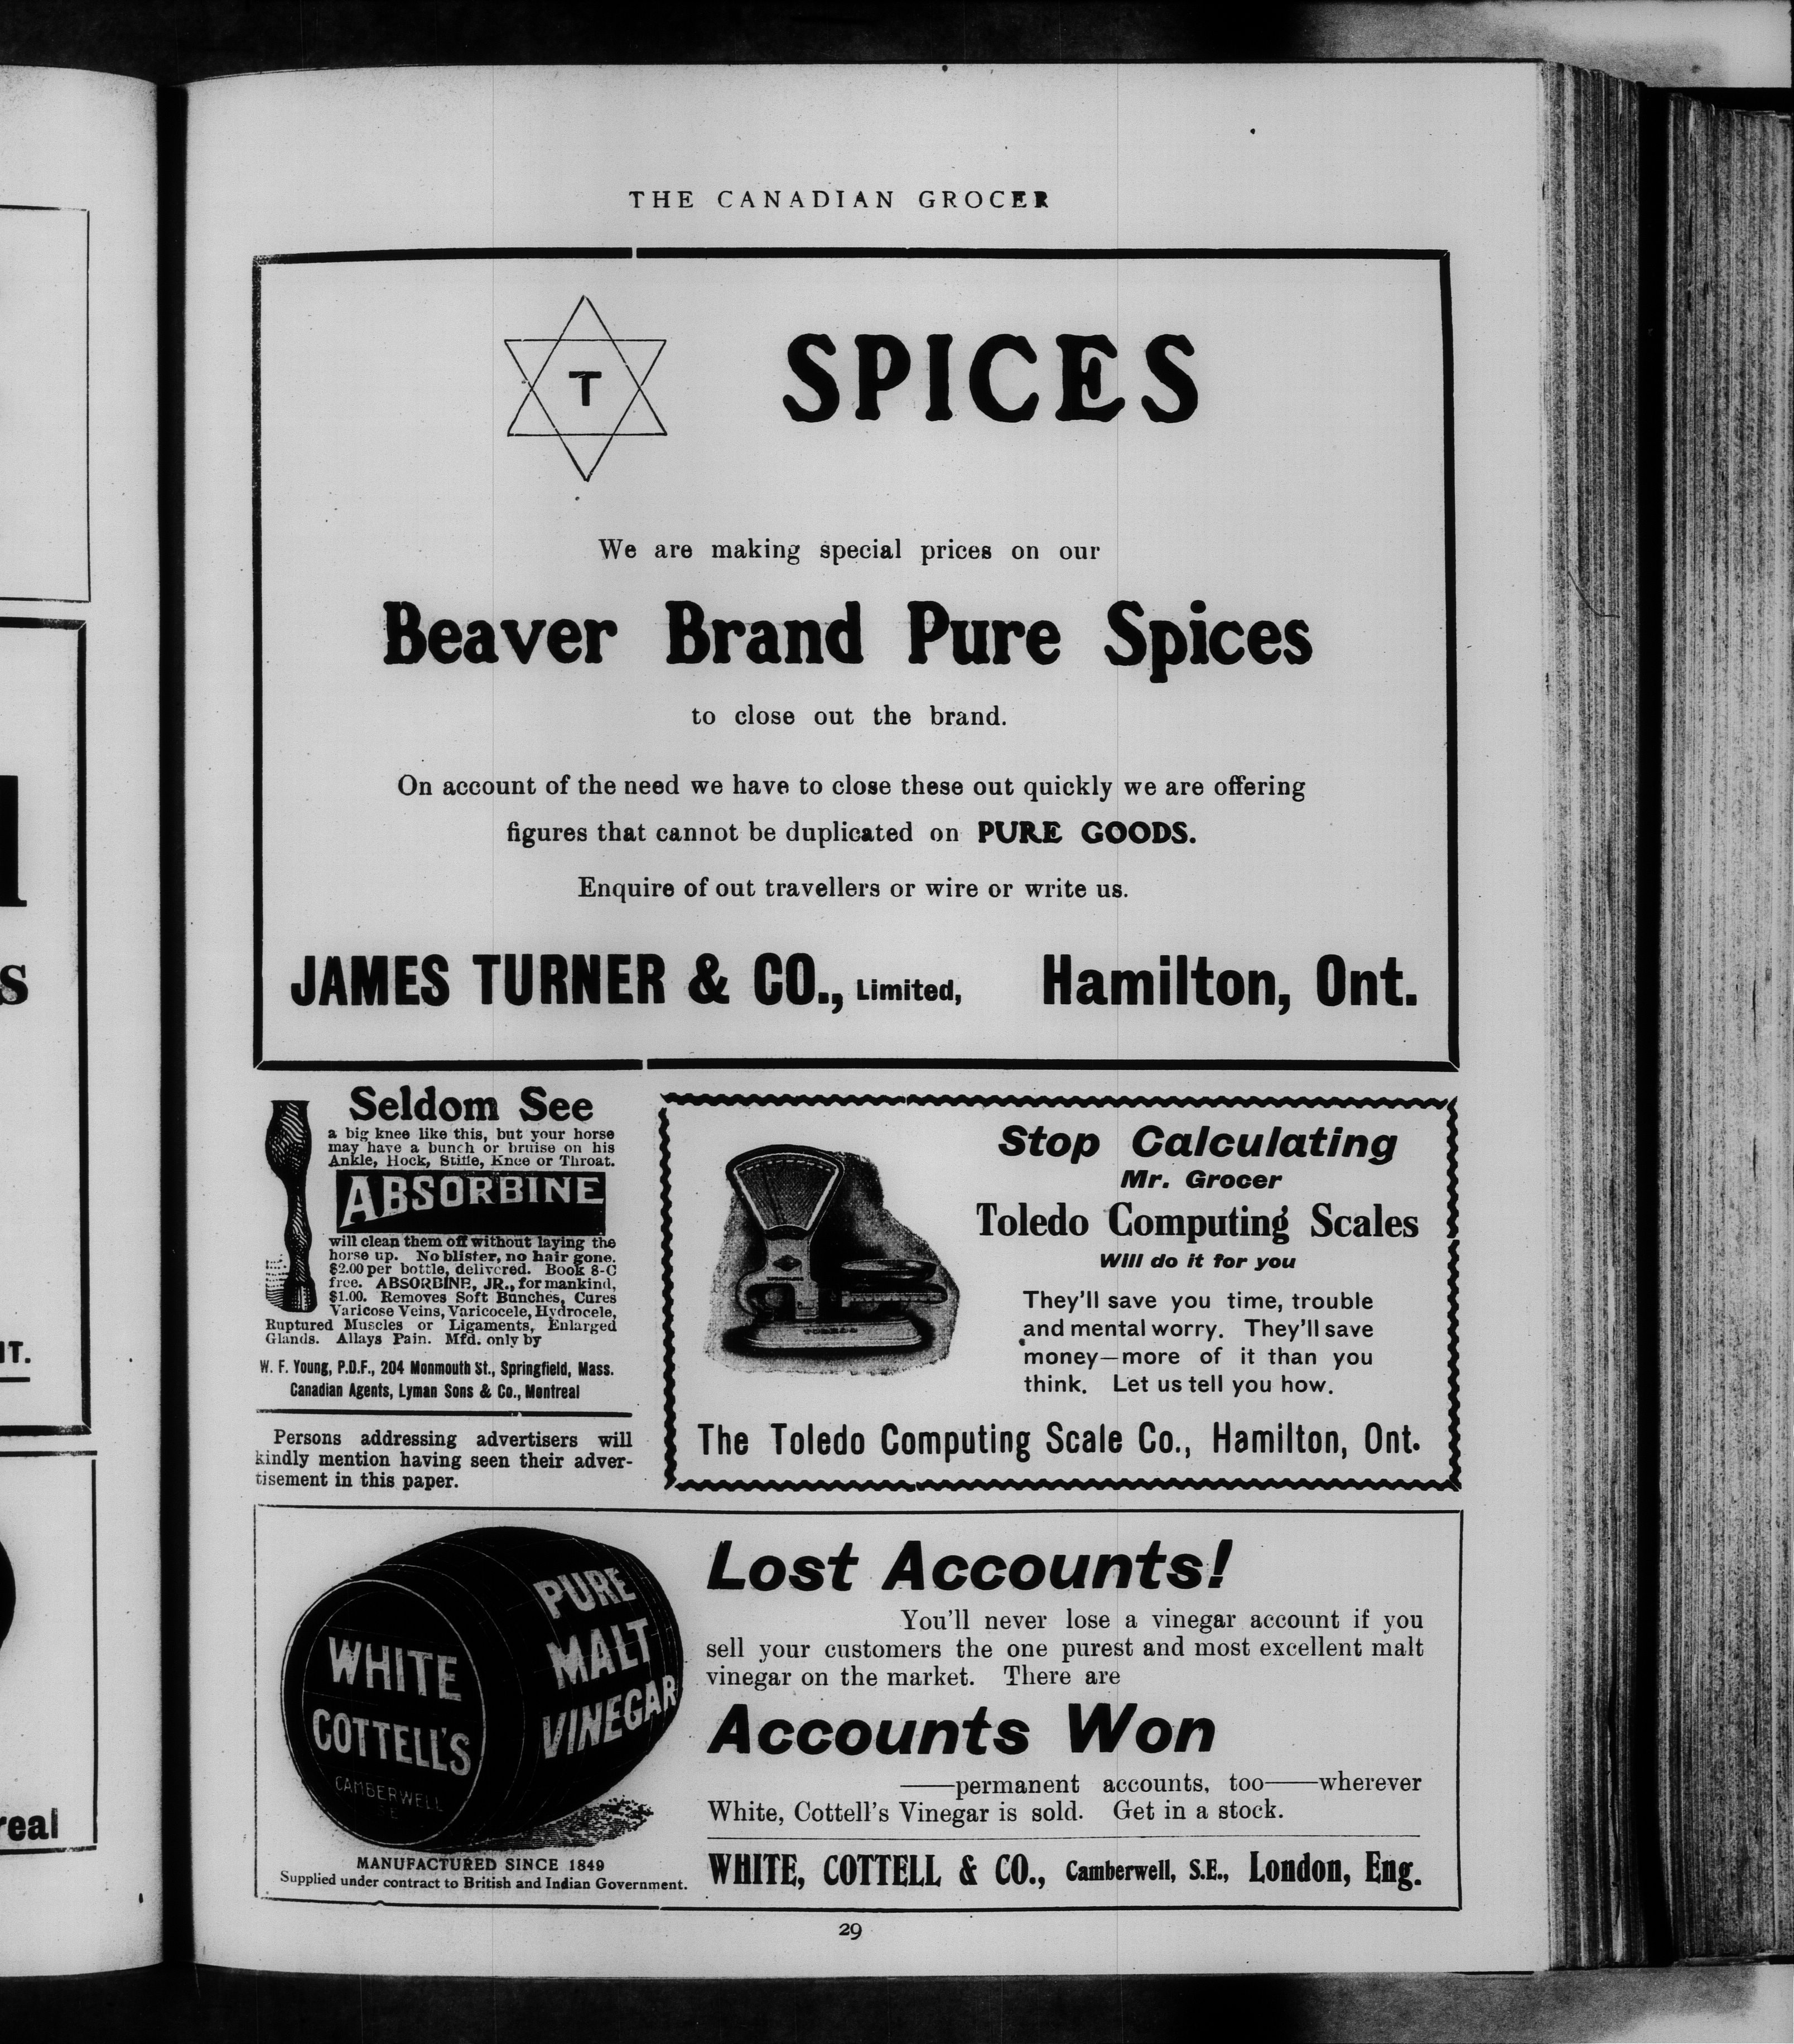 THE CANADIAN GROCER
T
SPICES
We are making special prices on our
Beaver Brand Pure Spices
to close out the brand.
On account of the need we have to close these out quickly we are offering
figures that cannot be duplicated on PURE GOODS.
Enquire of out travellers or wire or write us.
JAMES TURNER & CO., Limited, Hamilton, Ont.
Seldom See
a big knee like this, but your horse
may have a bunch or bruise on his
Ankle, Hock, Stifle, Knee or Throat.
ABSORBINE
will clean them off without laying the
horse up. No blister, no hair gone.
$2.00 per bottle, delivered. Book 8-C
free. ABSORBINE, JR., for mankind,
$1.00. Removes Soft Bunches, Cures
Varicose Veins, Varicocele, Hydrocele,
Ruptured Muscles or Ligaments, Enlarged
Glands. Allays Pain. Mfd. only by
W. F. Young, P.D.F., 204 Monmouth St., Springfield, Mass.
Canadian Agents, Lyman Sons & Co., Montreal
Persons addressing advertisers will
kindly mention having seen their adver-
tisement in this paper.
Stop Calculating
Mr. Grocer
Toledo Computing Scales
Will do it for you
They'll save you time, trouble
and mental worry. They'll save
money—more of it than you
think. Let us tell you how.
TOLEDO
The Toledo Computing Scale Co., Hamilton, Ont.
WHITE
COTTELL'S
CAMBERWELL
S E
PURE
MALT
VINEGAR
MANUFACTURED SINCE 1849
Supplied under contract to British and Indian Government.
Lost Accounts!
You'll never lose a vinegar account if you
sell your customers the one purest and most excellent malt
vinegar on the market. There are
Accounts Won
——permanent accounts, too——wherever
White, Cottell's Vinegar is sold. Get in a stock.
WHITE, COTTELL & CO., Camberwell, S.E., London, Eng.
29